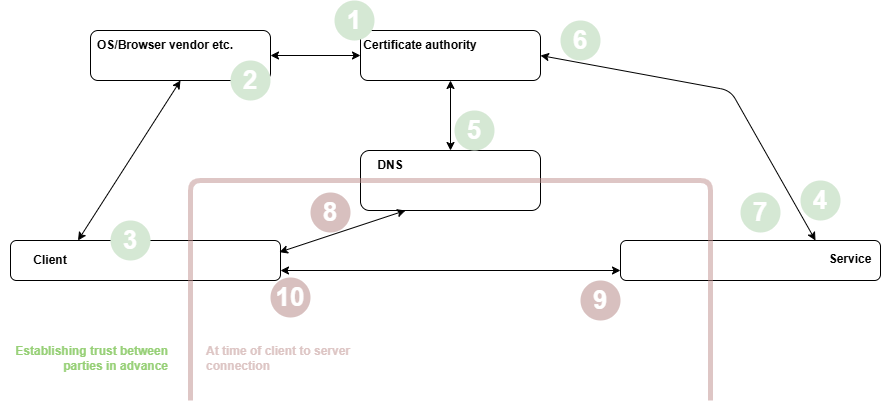 1
OS/Browser vendor etc.
Certificate authority
6
2
5
DNS
4
8
7
3
Client
Service
10
9
Establishing trust between
parties in advance
At time of client to server
connection